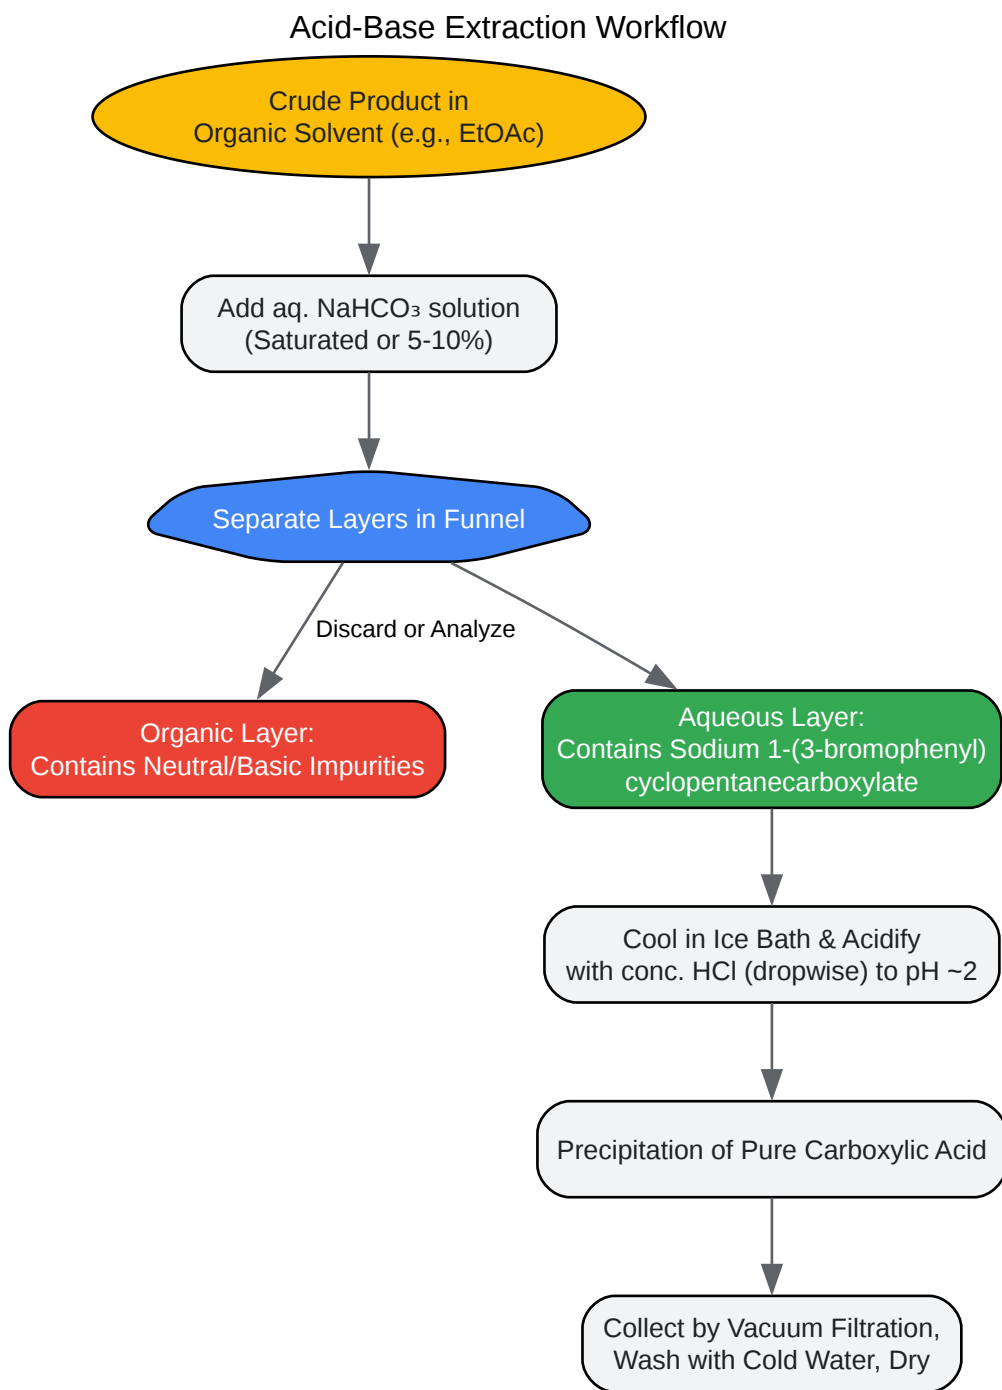 Acid-Base Extraction Workflow
Crude Product in
Organic Solvent (e.g., EtOAc)
Add aq. NaHCO₃ solution
(Saturated or 5-10%)
Separate Layers in Funnel
Discard or Analyze
Organic Layer:
Contains Neutral/Basic Impurities
Aqueous Layer:
Contains Sodium 1-(3-bromophenyl)
cyclopentanecarboxylate
Cool in Ice Bath & Acidify
with conc. HCl (dropwise) to pH ~2
Precipitation of Pure Carboxylic Acid
Collect by Vacuum Filtration,
Wash with Cold Water, Dry